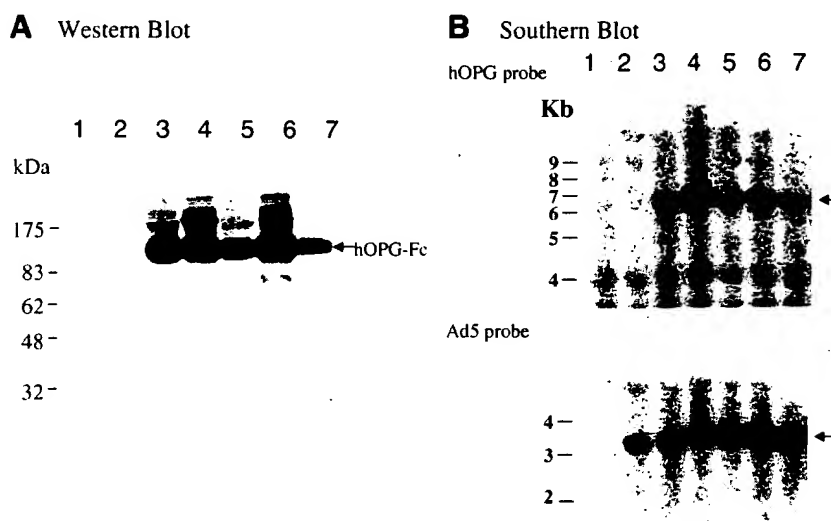 A Western Blot
1 2 3 4 5 6 7
kDa
175
83
62
48
32
hOPG-Fc
B Southern Blot
hOPG probe
1 2 3 4 5 6 7
Kb
9
8
7
6
5
4
Ad5 probe
4
3
2